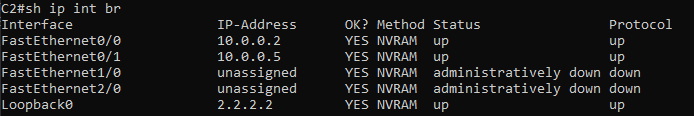 C2#sh ip int br
Interface                  IP-Address      OK? Method Status                Protocol
FastEthernet0/0            10.0.0.2        YES NVRAM  up                    up
FastEthernet0/1            10.0.0.5        YES NVRAM  up                    up
FastEthernet1/0            unassigned      YES NVRAM  administratively down down
FastEthernet2/0            unassigned      YES NVRAM  administratively down down
Loopback0                  2.2.2.2         YES NVRAM  up                    up